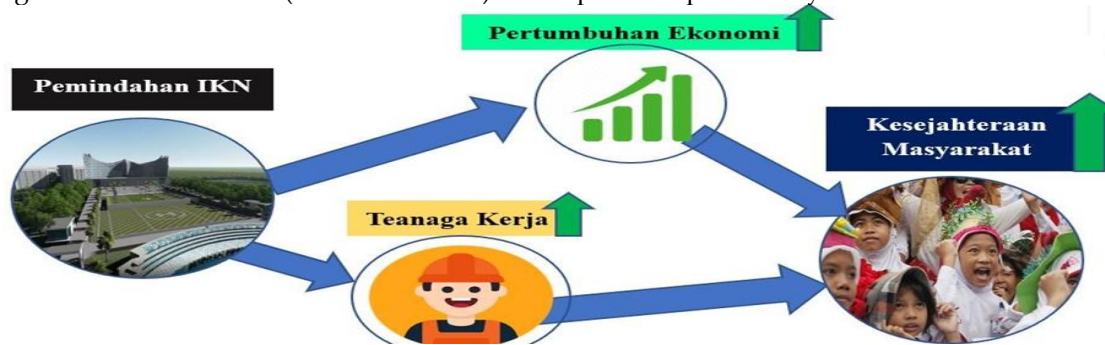 Pertumbuhan Ekonomi
Pemindahan IKN
Kesejahteraan
Masyarakat
Teanaga Kerja